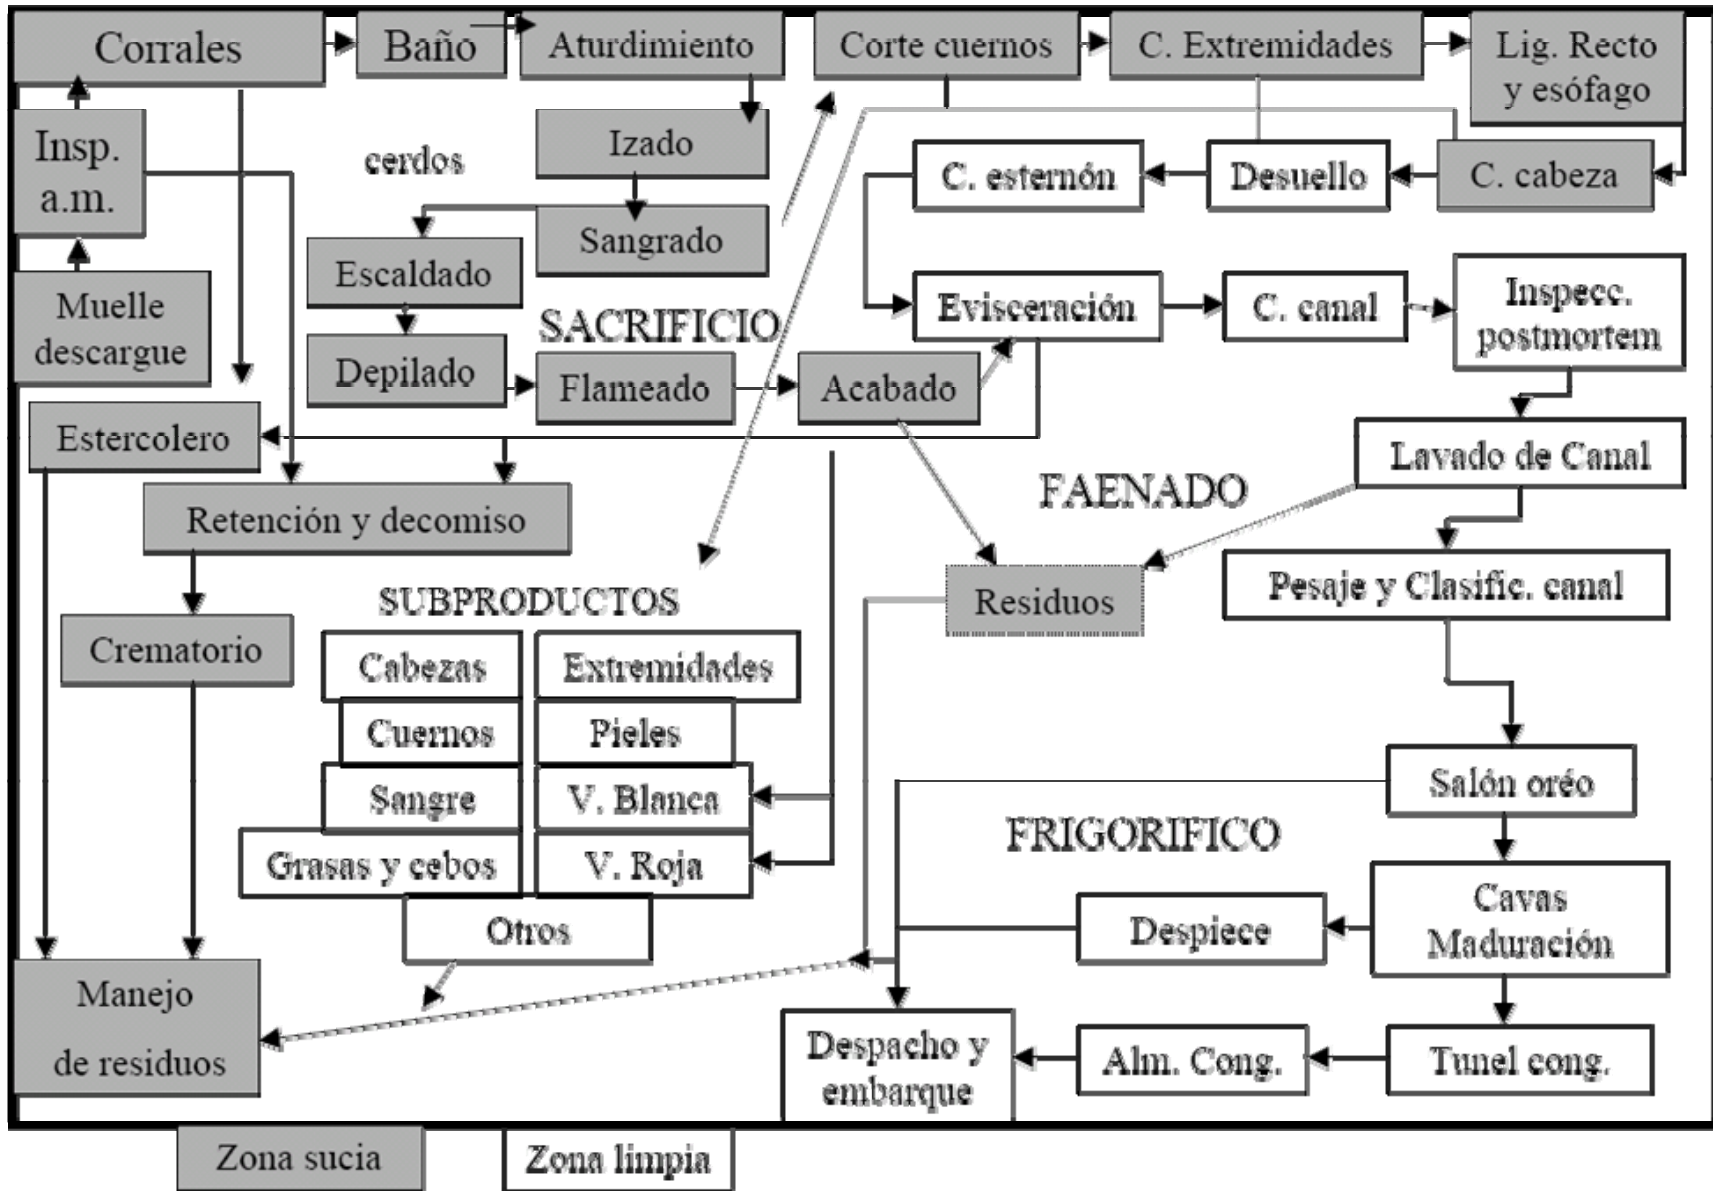 Corrales
Baño
Aturdimiento
Corte cuernos
C. Extremidades
Lig. Recto
y esófago
Insp.
a.m.
cerdos
Izado
C. esternón
Desuello
C. cabeza
Sangrado
Escaldado
Muelle
descargue
SACRIFICIO
Evisceración
C. canal
Inspecc.
postmortem
Depilado
Flameado
Acabado
Estercolero
Lavado de Canal
FAENADO
Retención y decomiso
Residuos
Pesaje y Clasific. canal
SUBPRODUCTOS
Crematorio
Cabezas
Extremidades
Cuernos
Pieles
Sangre
V. Blanca
Salón oréo
Grasas y cebos
V. Roja
FRIGORIFICO
Otros
Despiece
Cavas
Maduración
Manejo
de residuos
Despacho y
embarque
Alm. Cong.
Tunel cong.
Zona sucia
Zona limpia